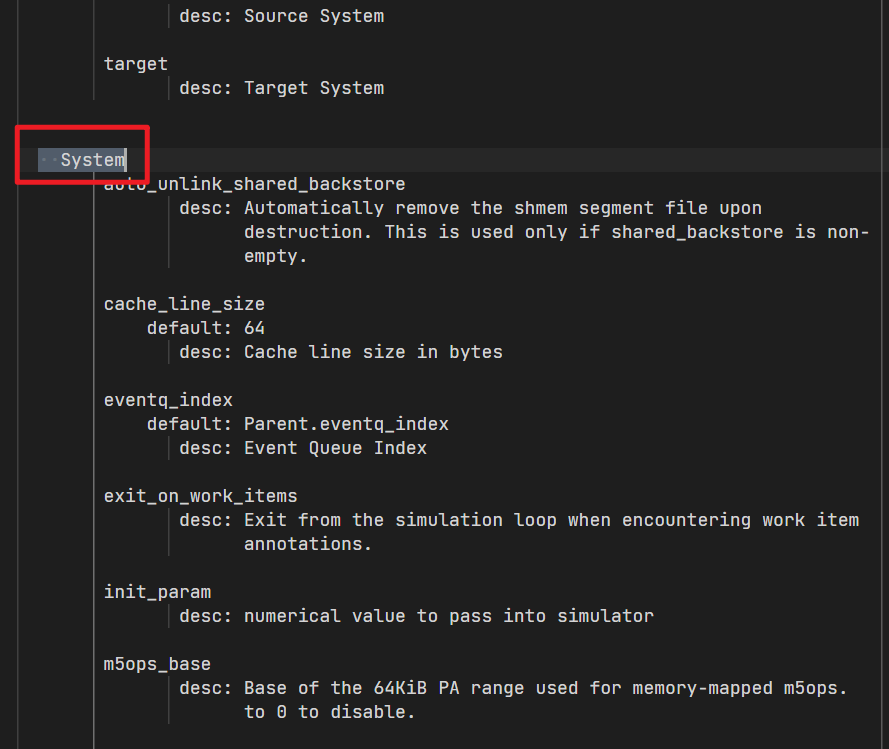 desc: Source System
target
desc: Target System
System
auto_unlink_shared_backstore
desc: Automatically remove the shmem segment file upon
destruction. This is used only if shared_backstore is non-
empty.
cache_line_size
default: 64
desc: Cache line size in bytes
eventq_index
default: Parent.eventq_index
desc: Event Queue Index
exit_on_work_items
desc: Exit from the simulation loop when encountering work item
annotations.
init_param
desc: numerical value to pass into simulator
m5ops_base
desc: Base of the 64KiB PA range used for memory-mapped m5ops.
to 0 to disable.